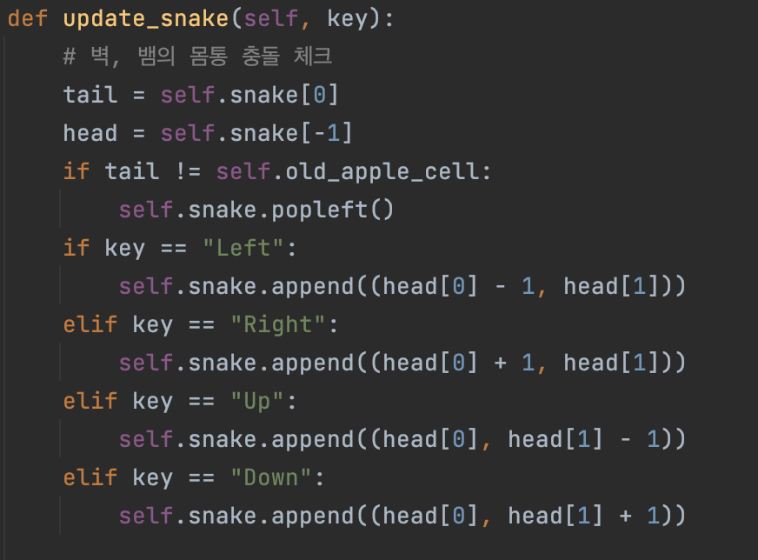 def update_snake(self, key):
    # 벽, 뱀의 몸통 충돌 체크
    tail = self.snake[0]
    head = self.snake[-1]
    if tail != self.old_apple_cell:
        self.snake.popleft()
    if key == "Left":
        self.snake.append((head[0] - 1, head[1]))
    elif key == "Right":
        self.snake.append((head[0] + 1, head[1]))
    elif key == "Up":
        self.snake.append((head[0], head[1] - 1))
    elif key == "Down":
        self.snake.append((head[0], head[1] + 1))